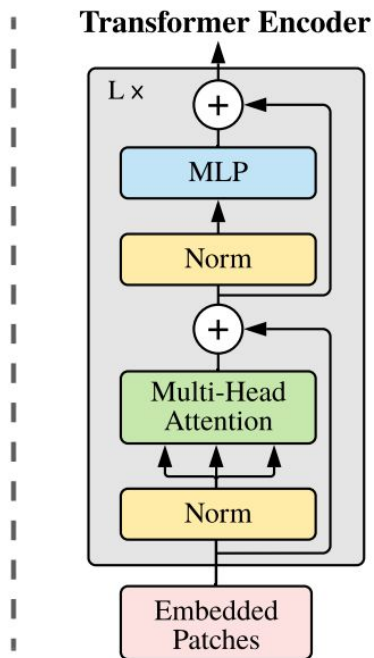 Transformer Encoder
L ×
+
MLP
Norm
+
Multi-Head
Attention
Norm
Embedded
Patches